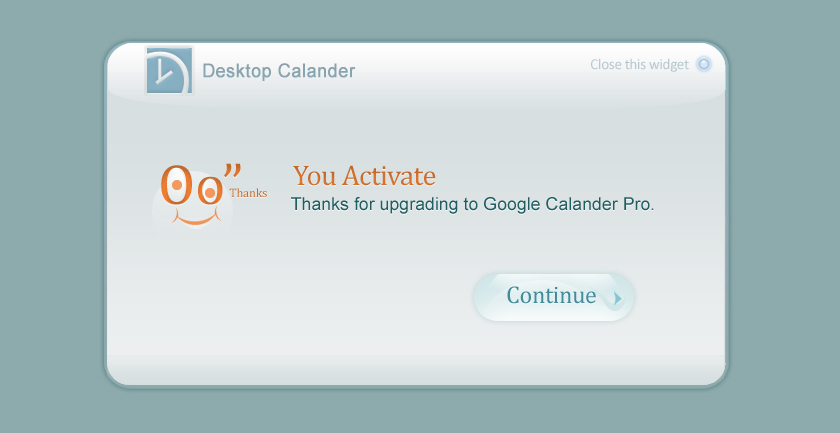 Desktop Calander
Close this widget
Oo”
Thanks
You Activate
Thanks for upgrading to Google Calander Pro.
Continue